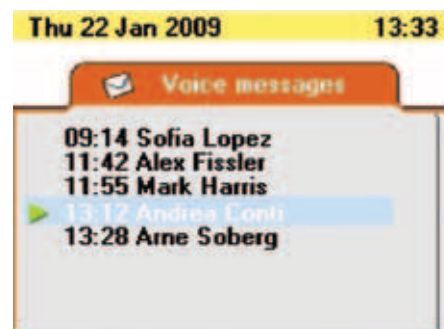 Thu 22 Jan 2009 13:33
Voice messages
09:14 Sofia Lopez
11:42 Alex Fissler
11:55 Mark Harris
13:12 Andrea Conti
13:28 Arne Soberg